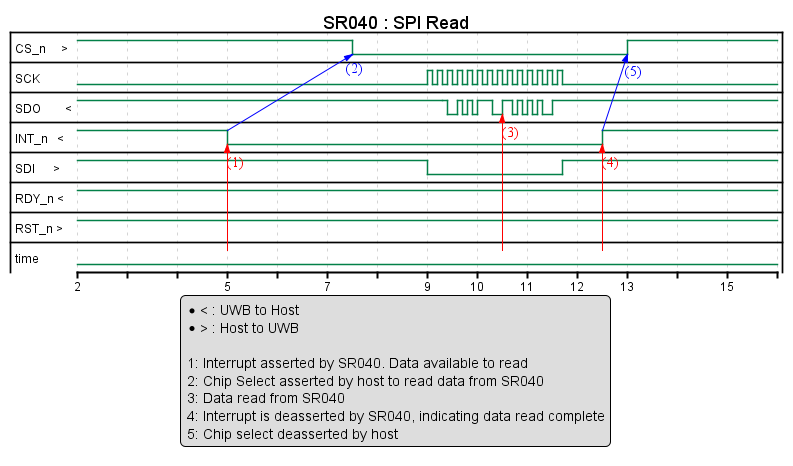 SR040 : SPI Read
CS_n >
(2)
(5)
SCK
SDO <
(3)
INT_n <
(1)
(4)
SDI >
RDY_n <
RST_n >
time
2 5 7 9 10 11 12 13 15
• < : UWB to Host
• > : Host to UWB
1: Interrupt asserted by SR040. Data available to read
2: Chip Select asserted by host to read data from SR040
3: Data read from SR040
4: Interrupt is deasserted by SR040, indicating data read complete
5: Chip select deasserted by host